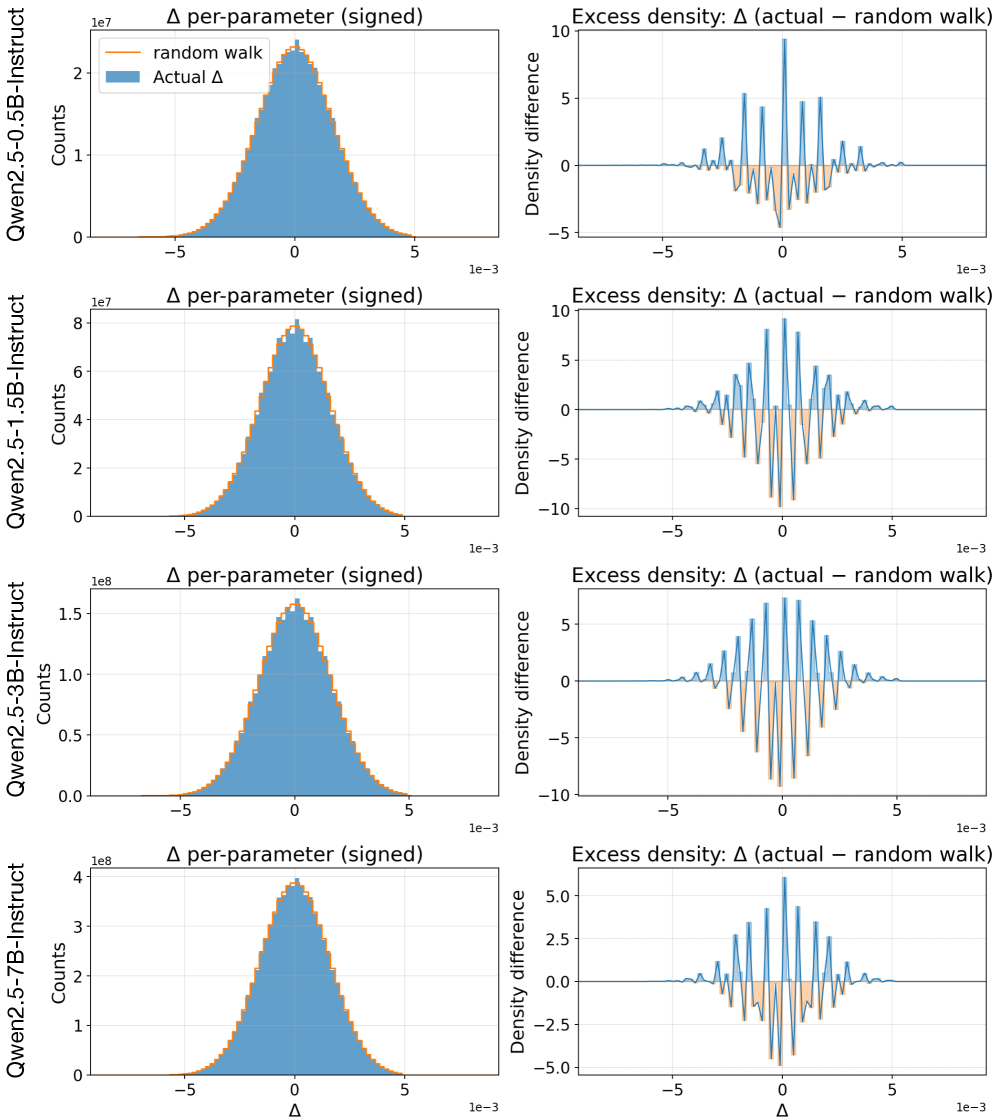 Qwen2.5-0.5B-Instruct
Δ per-parameter (signed)
1e7
Counts
2
1
0
random walk
Actual Δ
−5
0
5
1e−3
Excess density: Δ (actual − random walk)
Density difference
10
5
0
−5
−5
0
5
1e−3
Qwen2.5-1.5B-Instruct
Δ per-parameter (signed)
1e7
Counts
8
6
4
2
0
−5
0
5
1e−3
Excess density: Δ (actual − random walk)
Density difference
10
5
0
−5
−10
−5
0
5
1e−3
Qwen2.5-3B-Instruct
Δ per-parameter (signed)
1e8
Counts
1.5
1.0
0.5
0.0
−5
0
5
1e−3
Excess density: Δ (actual − random walk)
Density difference
5
0
−5
−10
−5
0
5
1e−3
Qwen2.5-7B-Instruct
Δ per-parameter (signed)
1e8
Counts
4
3
2
1
0
−5
0
5
1e−3
Δ
Excess density: Δ (actual − random walk)
Density difference
5.0
2.5
0.0
−2.5
−5.0
−5
0
5
1e−3
Δ